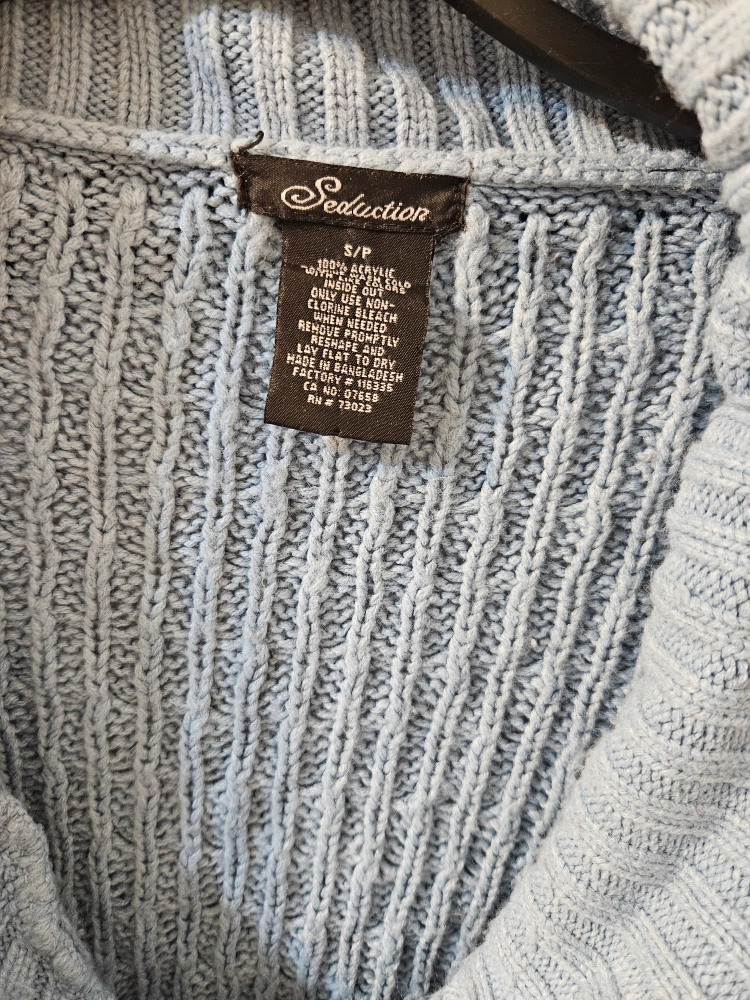 Seduction
S/P
100% ACRYLIC
INSIDE OUT
ONLY USE NON-
CLORINE BLEACH
WHEN NEEDED
REMOVE PROMPTLY
RESHAPE AND
LAY FLAT TO DRY
MADE IN BANGLADESH
FACTORY # 116335
CA NO: 07658
RN # 73023